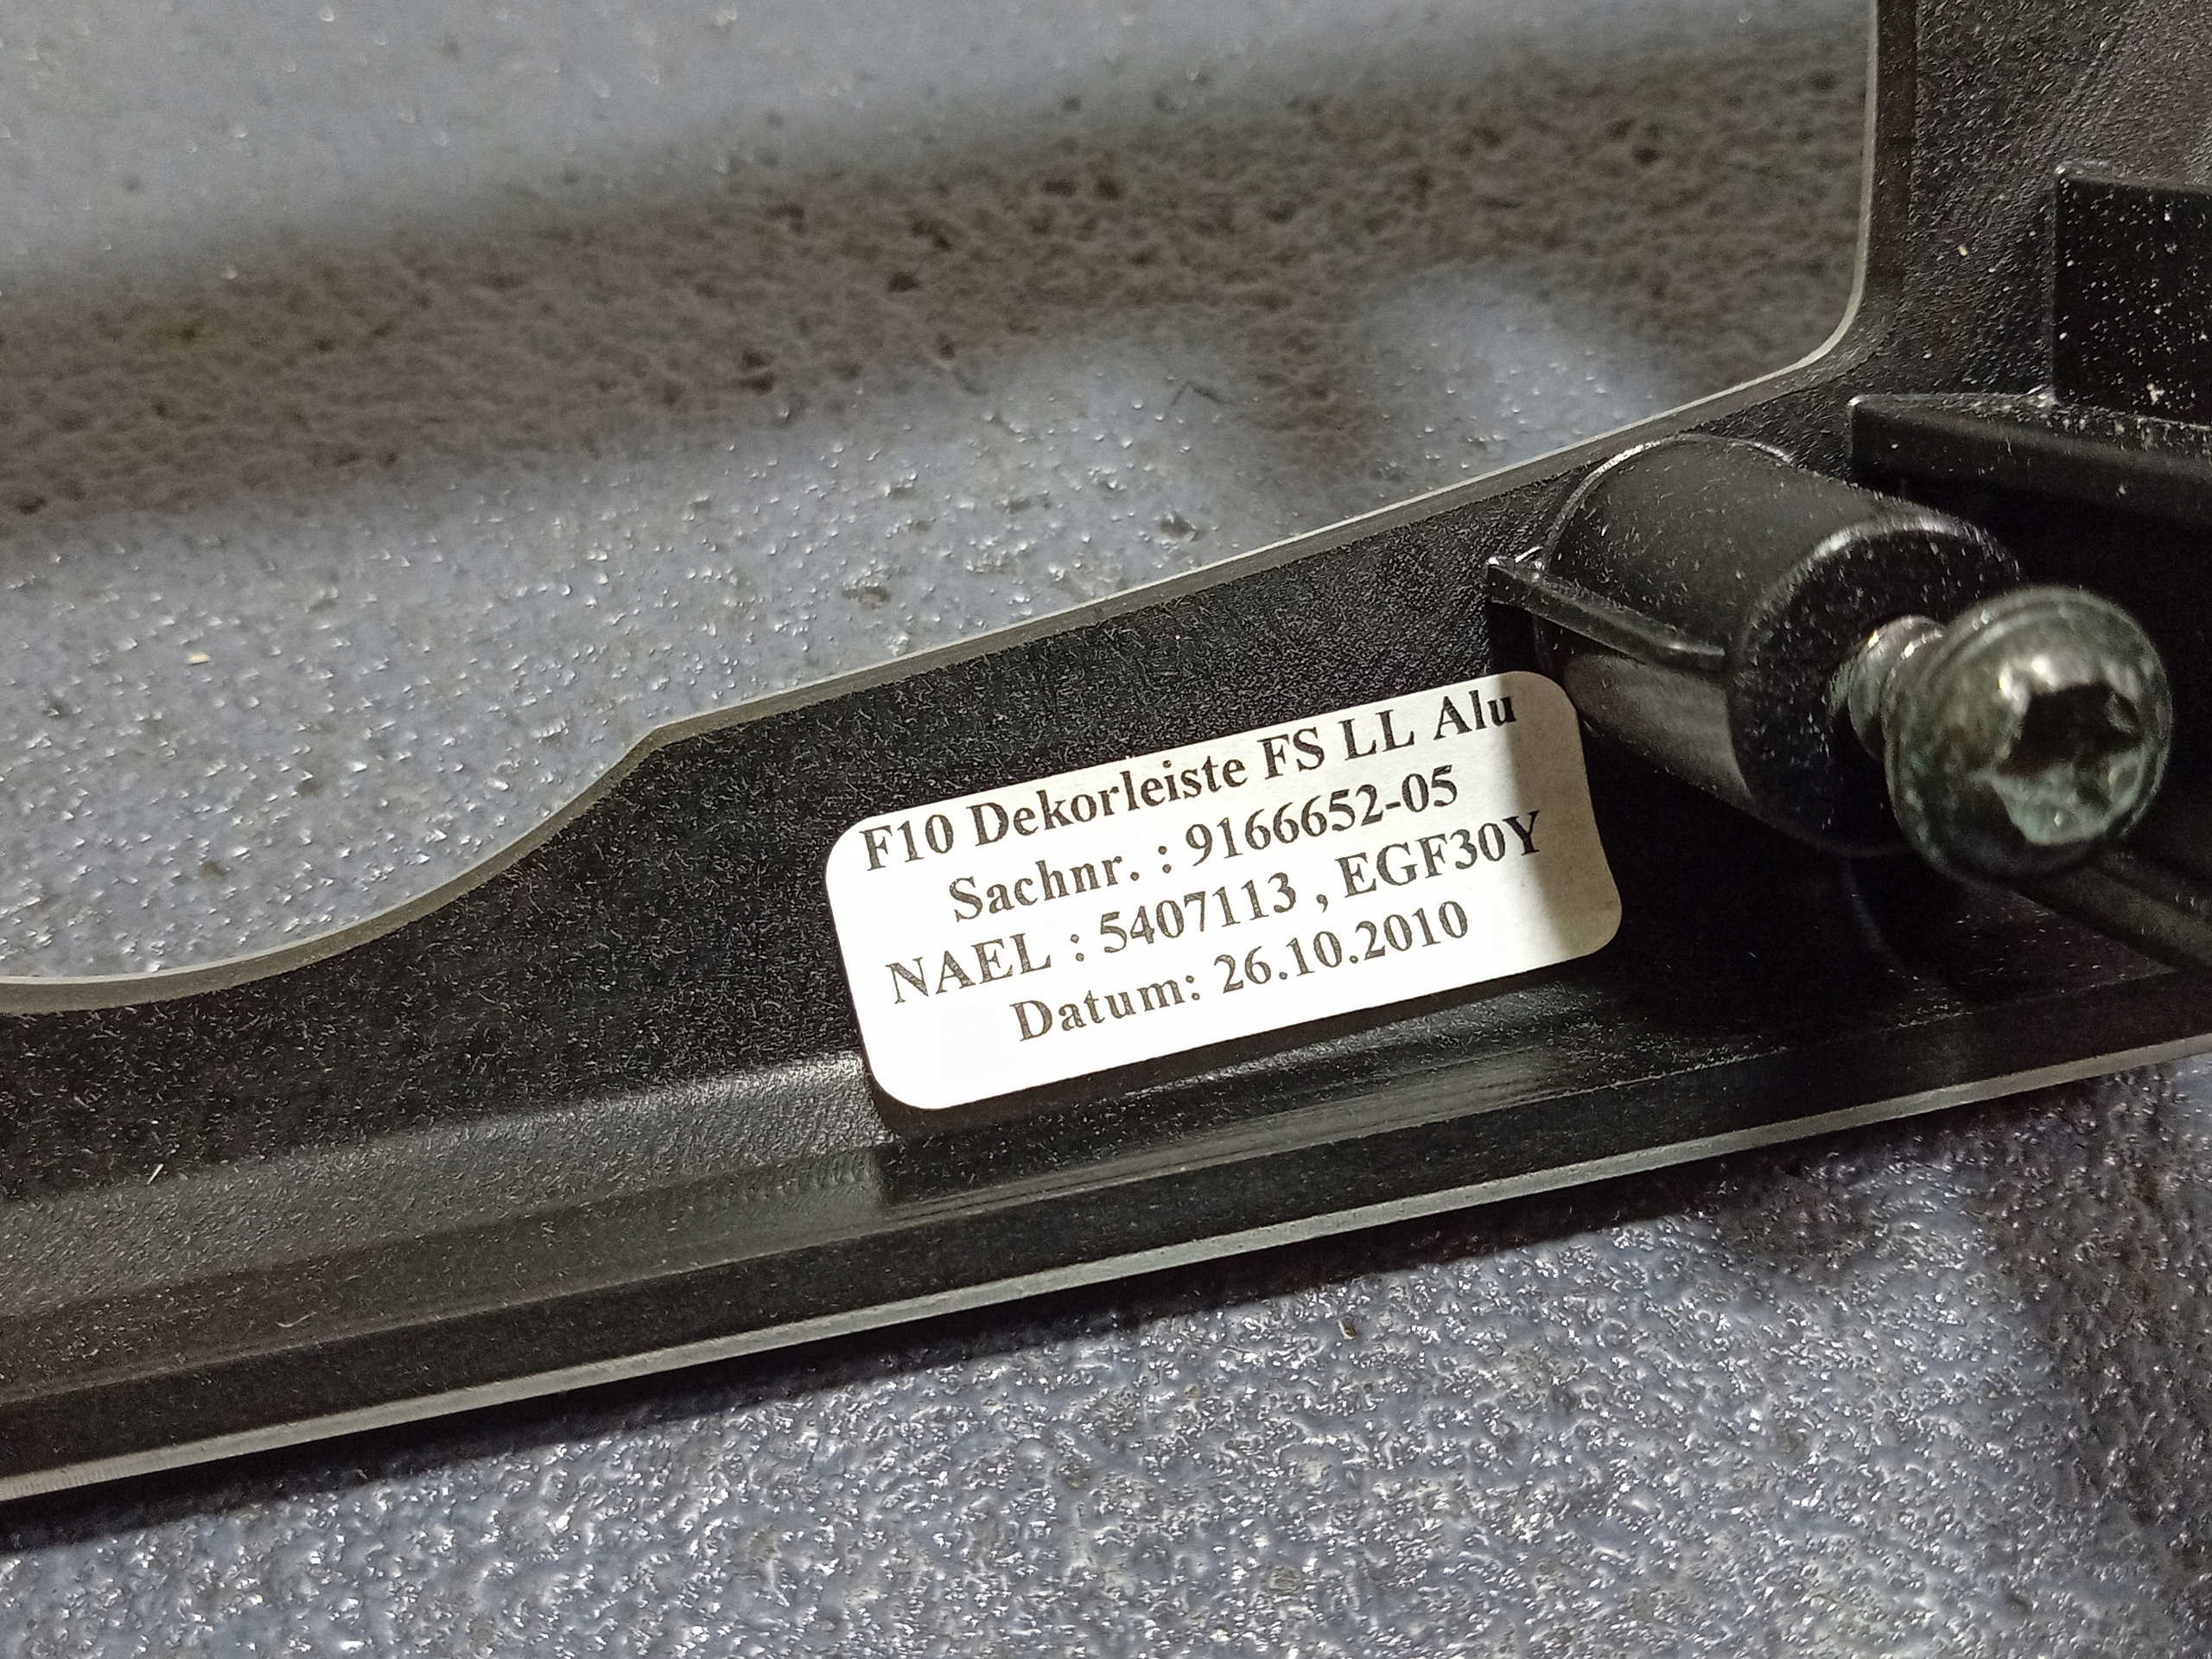 F10 Dekorleiste FS LL Alu
Sachnr. : 9166652-05
NAEL : 5407113 , EGF30Y
Datum: 26.10.2010